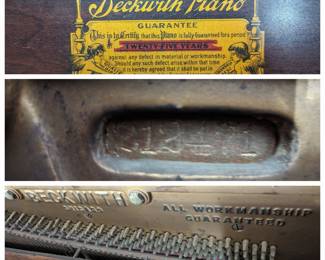 Beckwith Piano
GUARANTEE
This is to Certify that this Piano is fully Guaranteed for a period
TWENTY-FIVE YEARS
against any defect in material or workmanship.
Should any such defect arise within that time
it is hereby agreed that it shall be put in
BECKWITH
ALL WORKMANSHIP
GUARANTEED